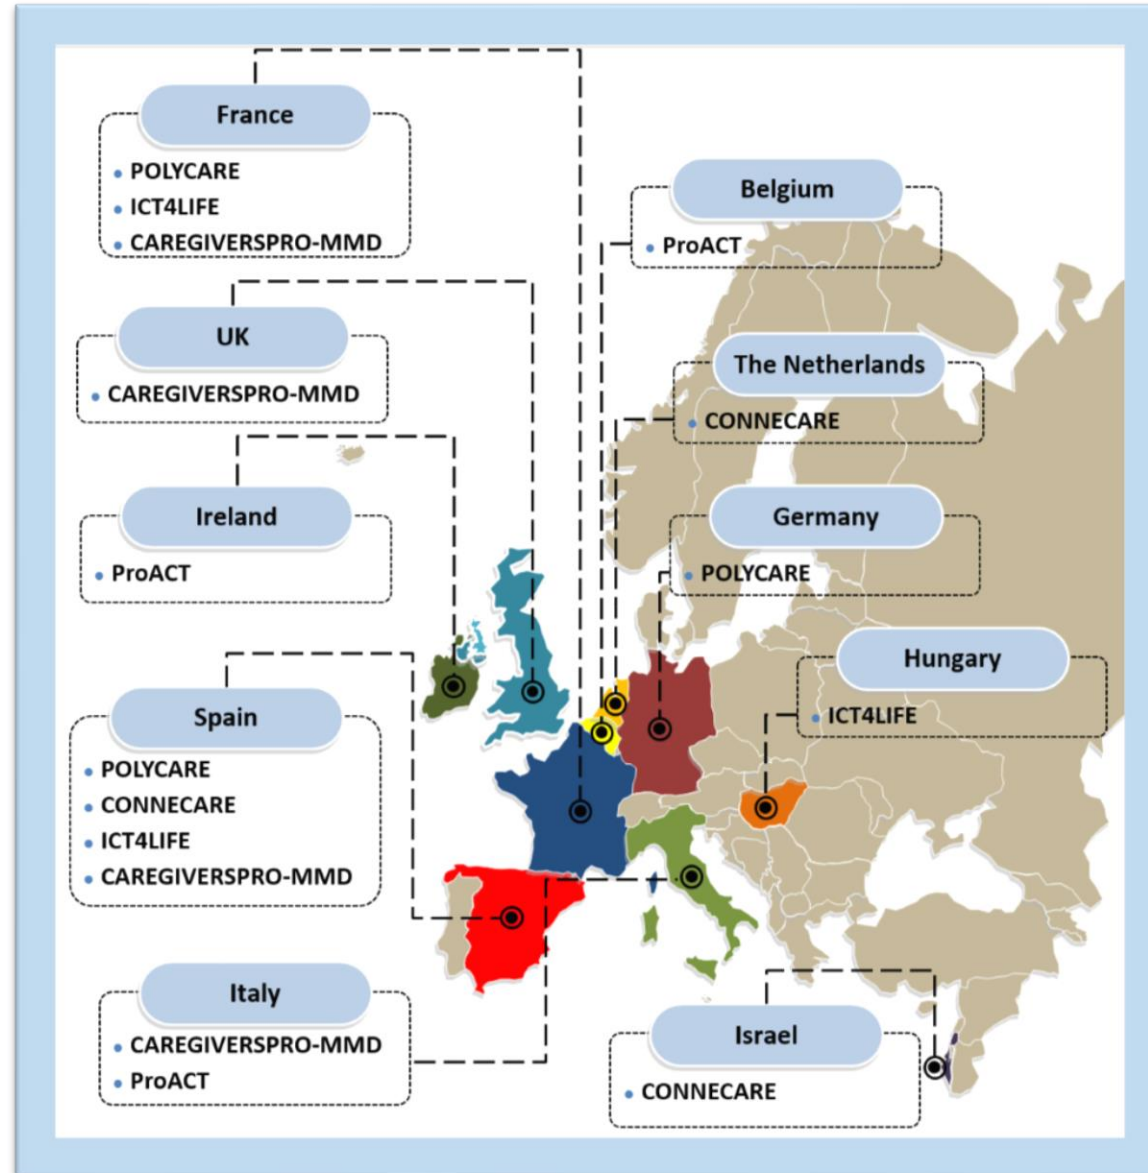 France
POLYCARE
ICT4LIFE
CAREGIVERSPRO-MMD
UK
CAREGIVERSPRO-MMD
Ireland
ProACT
Spain
POLYCARE
CONNECARE
ICT4LIFE
CAREGIVERSPRO-MMD
Italy
CAREGIVERSPRO-MMD
ProACT
Belgium
ProACT
The Netherlands
CONNECARE
Germany
POLYCARE
Hungary
ICT4LIFE
Israel
CONNECARE